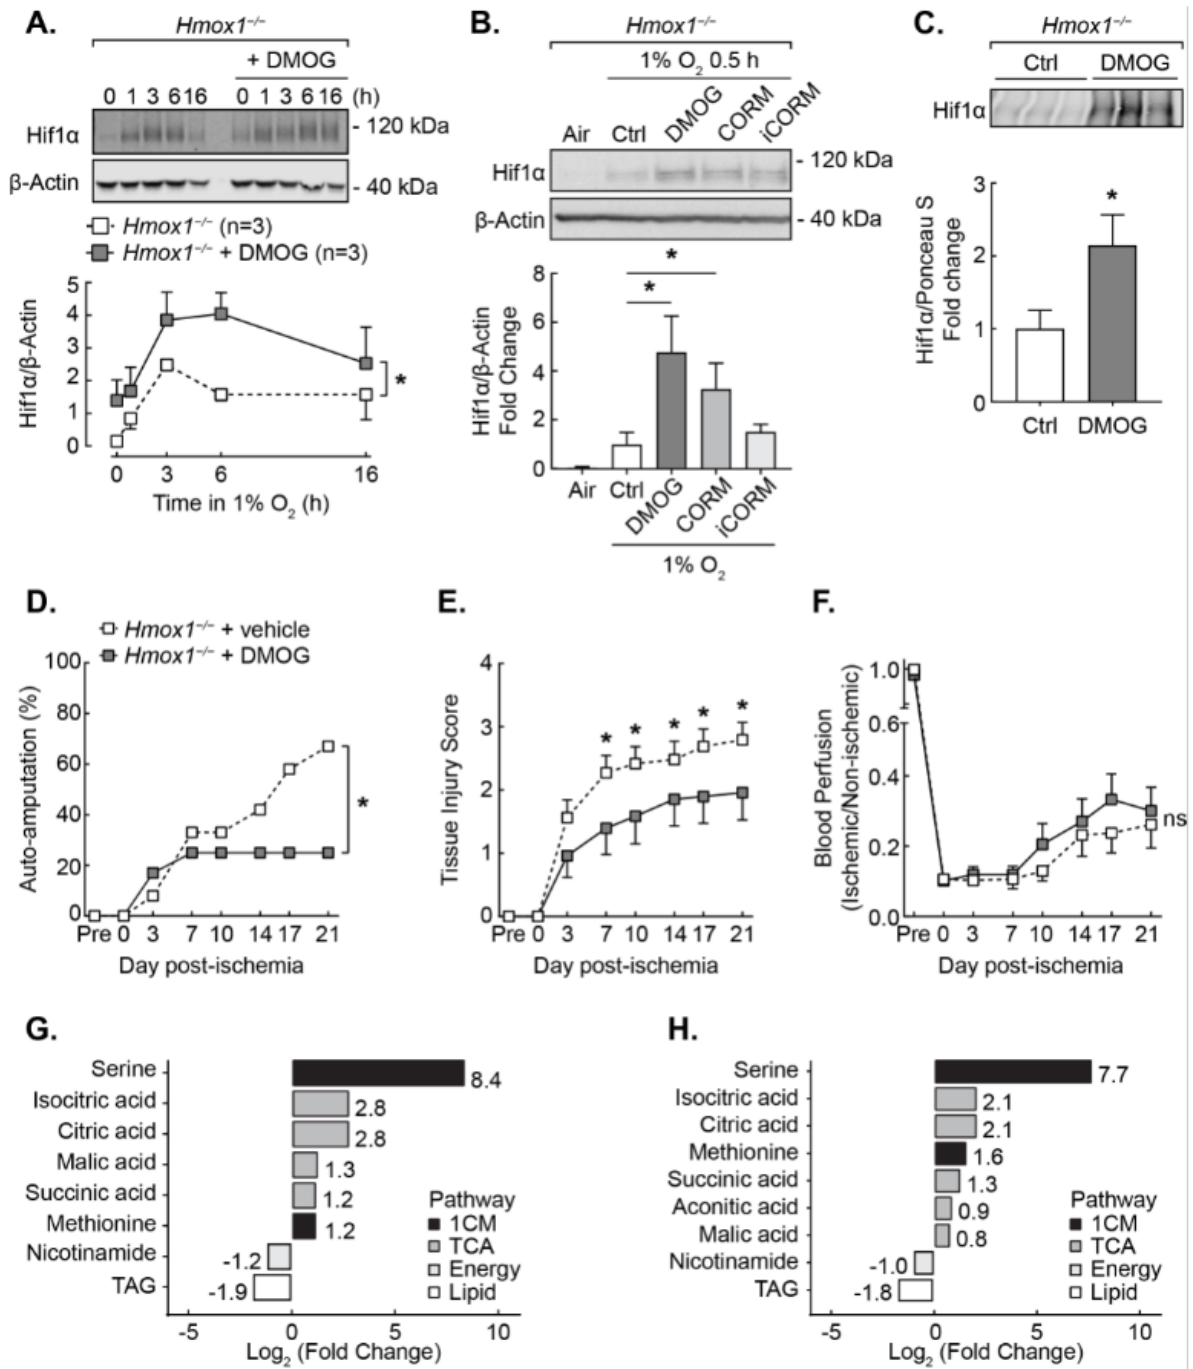 A.
Hmox1⁻/⁻
+ DMOG
0 1 3 6 16 0 1 3 6 16 (h)
Hif1α
- 120 kDa
β-Actin
- 40 kDa
Hmox1⁻/⁻ (n=3)
Hmox1⁻/⁻ + DMOG (n=3)
Hif1α/β-Actin
5
4
3
2
1
0
*
0 3 6 16
Time in 1% O₂ (h)
B.
Hmox1⁻/⁻
1% O₂ 0.5 h
Air Ctrl DMOG CORM iCORM
Hif1α
- 120 kDa
β-Actin
- 40 kDa
Hif1α/β-Actin
Fold Change
8
6
4
2
0
*
*
Air Ctrl DMOG CORM iCORM
1% O₂
C.
Hmox1⁻/⁻
Ctrl DMOG
Hif1α
Hif1α/Ponceau S
Fold change
3
2
1
0
*
Ctrl DMOG
D.
Hmox1⁻/⁻ + vehicle
Hmox1⁻/⁻ + DMOG
Auto-amputation (%)
100
80
60
40
20
0
*
Pre 0 3 7 10 14 17 21
Day post-ischemia
E.
Tissue Injury Score
4
3
2
1
0
* * * * *
Pre 0 3 7 10 14 17 21
Day post-ischemia
F.
Blood Perfusion
(Ischemic/Non-ischemic)
1.0
0.6
0.4
0.2
0.0
ns
Pre 0 3 7 10 14 17 21
Day post-ischemia
G.
Serine 8.4
Isocitric acid 2.8
Citric acid 2.8
Malic acid 1.3
Succinic acid 1.2
Methionine 1.2
Nicotinamide -1.2
TAG -1.9
Pathway
1CM
TCA
Energy
Lipid
-5 0 5 10
Log₂ (Fold Change)
H.
Serine 7.7
Isocitric acid 2.1
Citric acid 2.1
Methionine 1.6
Succinic acid 1.3
Aconitic acid 0.9
Malic acid 0.8
Nicotinamide -1.0
TAG -1.8
Pathway
1CM
TCA
Energy
Lipid
-5 0 5 10
Log₂ (Fold Change)